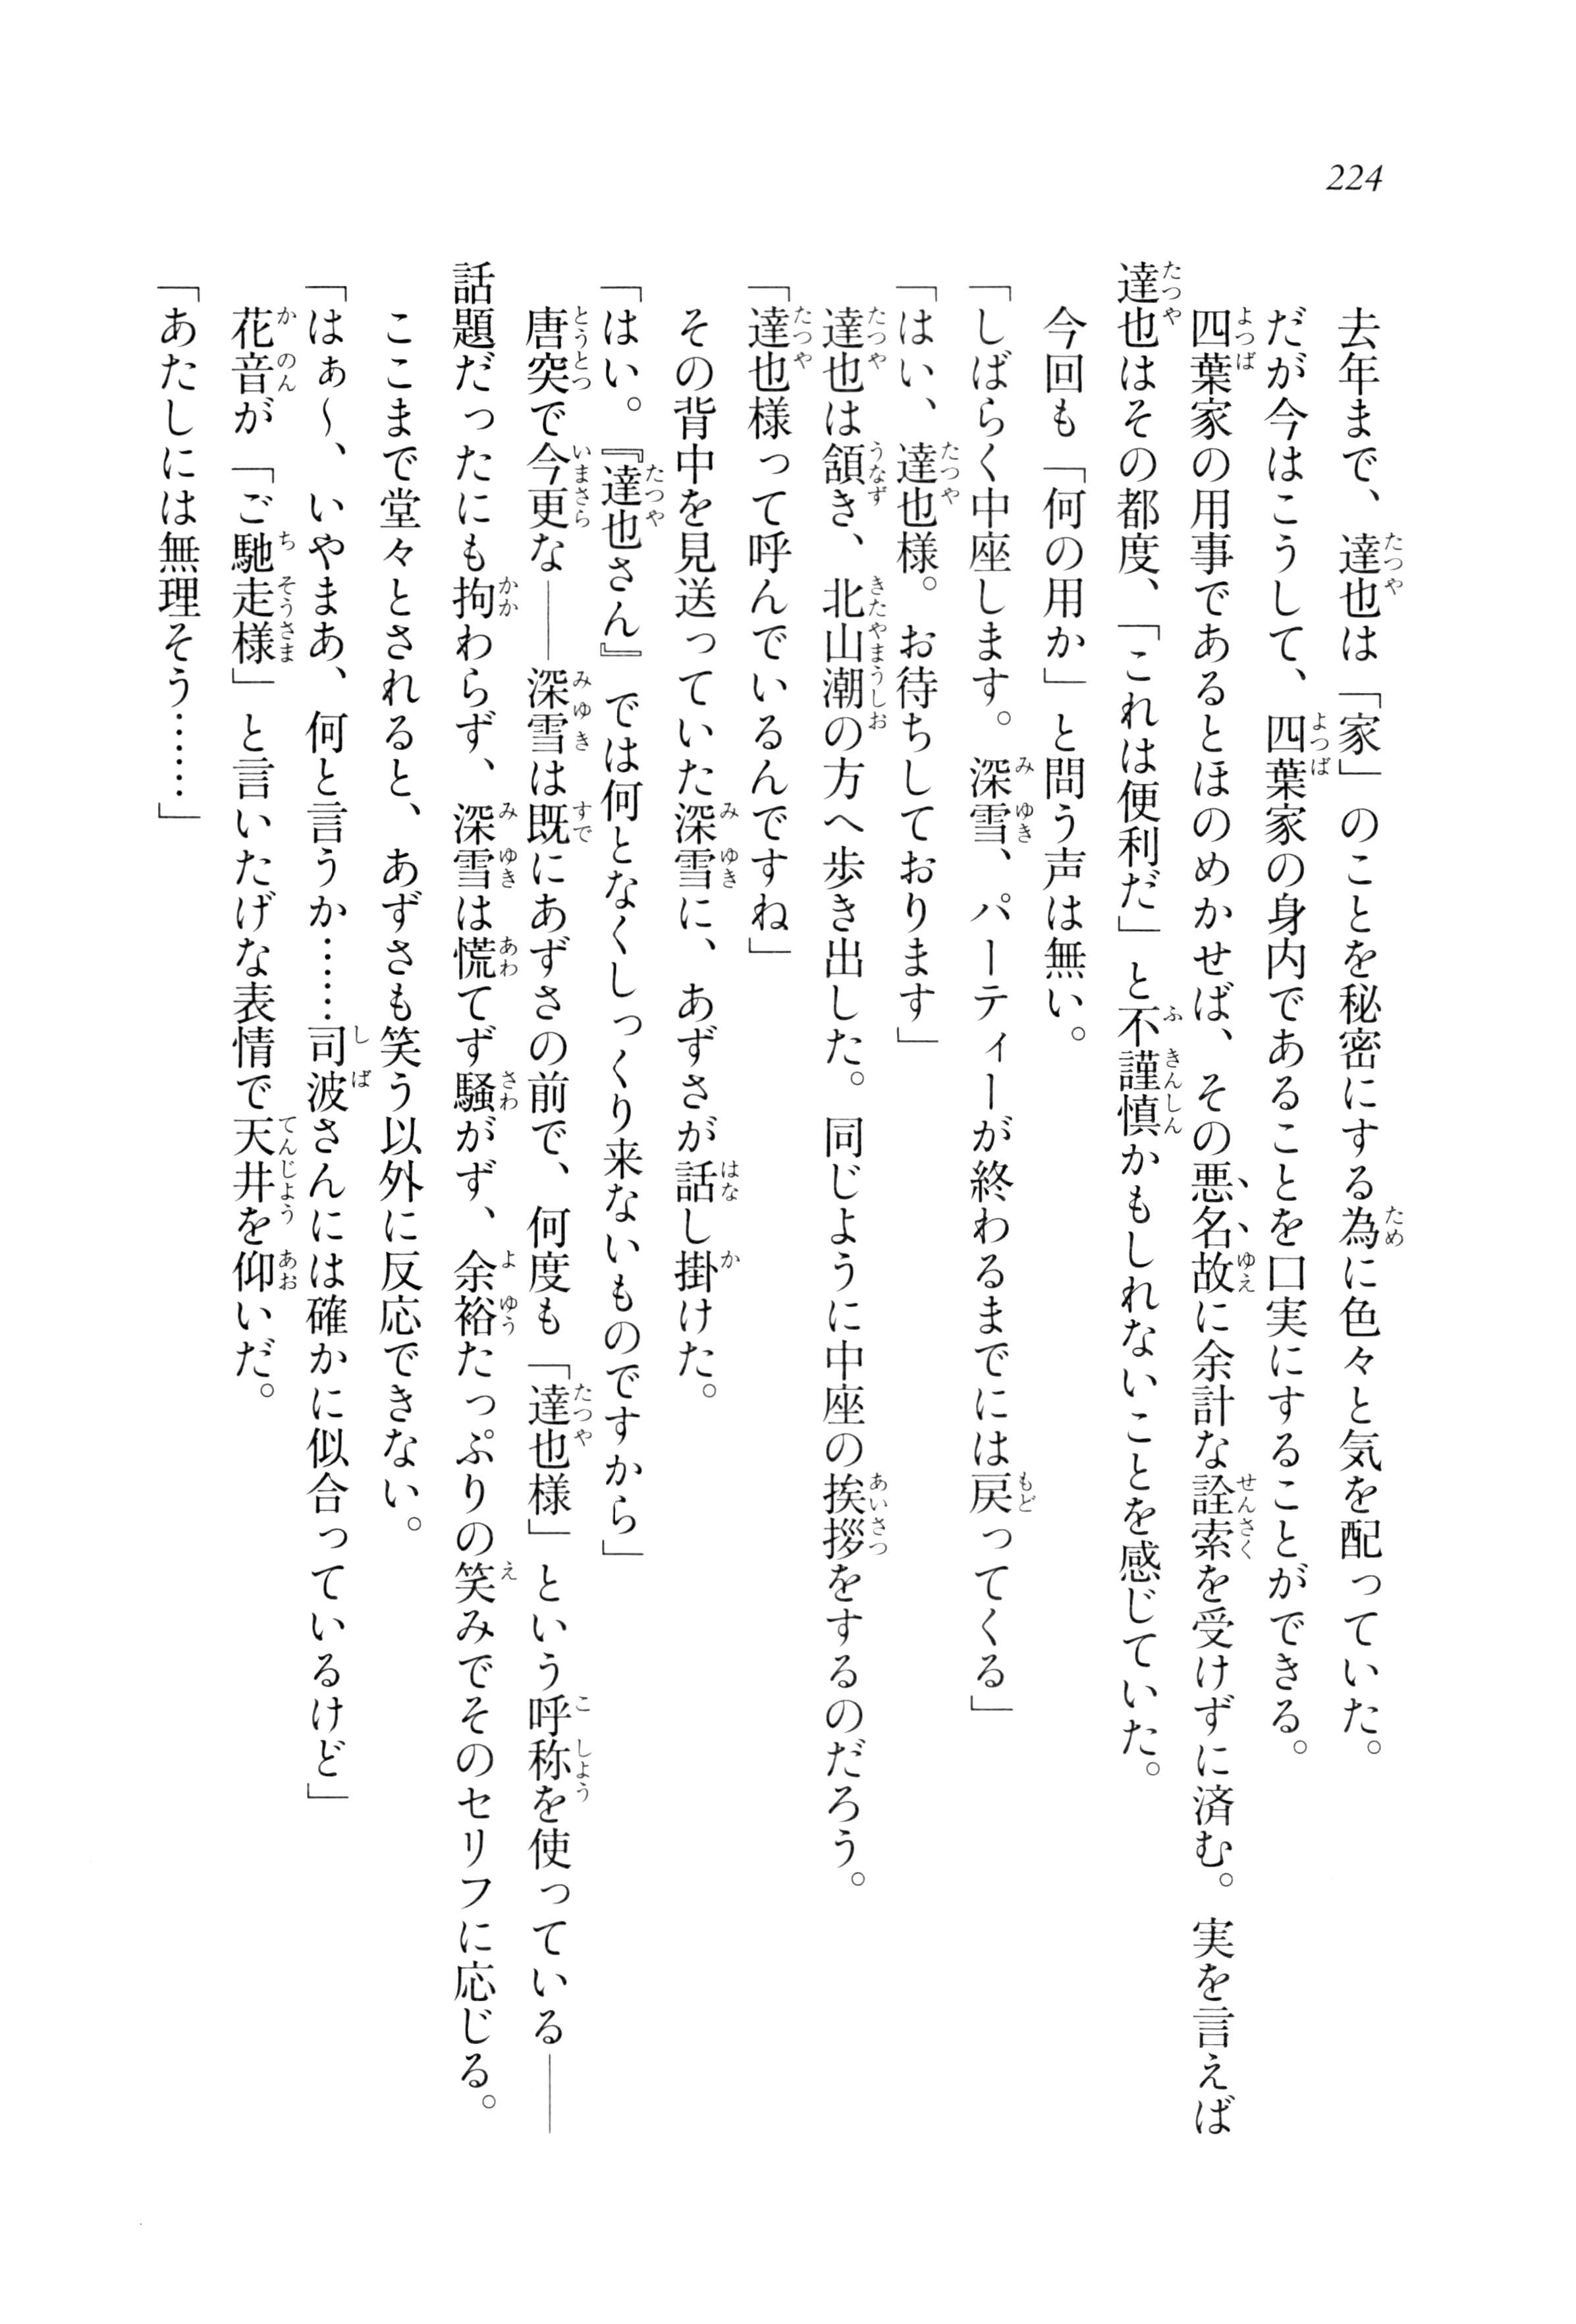 224
去年まで、達也は「家」のことを秘密にする為に色々と気を配っていた。
だが今はこうして、四葉家の身内であることを口実にすることができる。
四葉家の用事であるとほのめかせば、その悪名故に余計な詮索を受けずに済む。実を言えば
達也はその都度、「これは便利だ」と不謹慎かもしれないことを感じていた。
今回も「何の用か」と問う声は無い。
「しばらく中座します。深雪、パーティーが終わるまでには戻ってくる」
「はい、達也様。お待ちしております」
達也は頷き、北山潮の方へ歩き出した。同じように中座の挨拶をするのだろう。
「達也様って呼んでいるんですね」
その背中を見送っていた深雪に、あずさが話し掛けた。
「はい。『達也さん』では何となくしっくり来ないものですから」
唐突で今更な――深雪は既にあずさの前で、何度も「達也様」という呼称を使っている――
話題だったにも拘わらず、深雪は慌てず騒がず、余裕たっぷりの笑みでそのセリフに応じる。
ここまで堂々とされると、あずさも笑う以外に反応できない。
「はぁ～、いやまあ、何と言うか……司波さんには確かに似合っているけど」
花音が「ご馳走様」と言いたげな表情で天井を仰いだ。
「あたしには無理そう……」